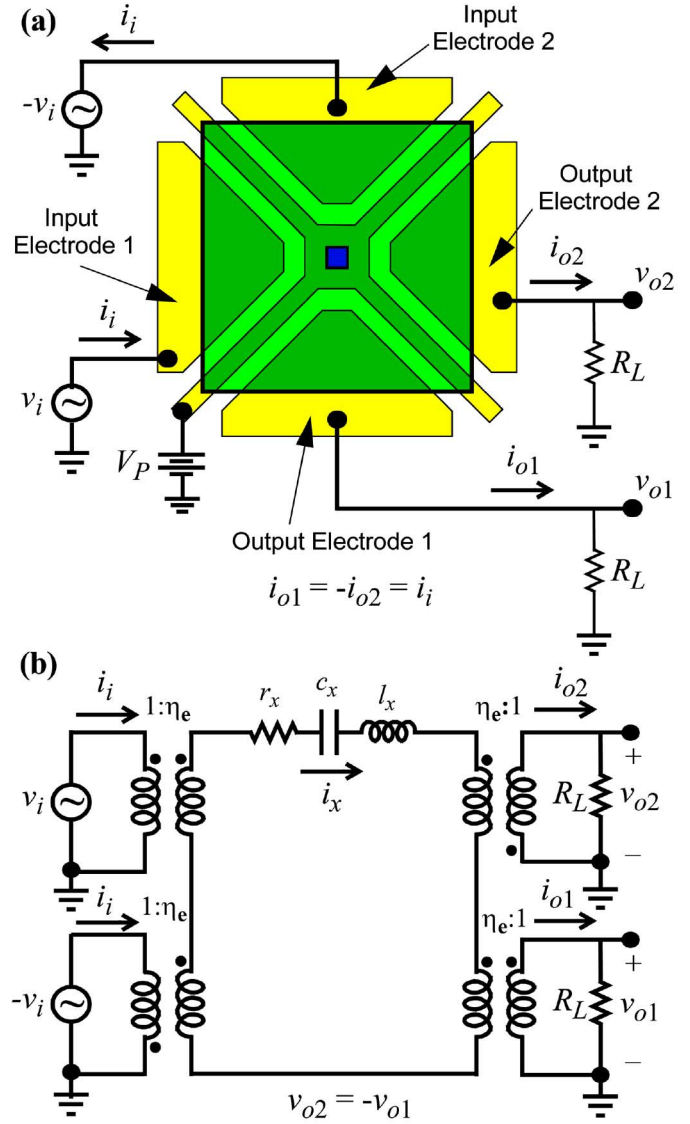 (a)
i_i
Input
Electrode 2
-v_i
Output
Electrode 2
Input
Electrode 1
i_o2
v_o2
i_i
R_L
v_i
V_P
i_o1
v_o1
Output Electrode 1
R_L
i_o1 = -i_o2 = i_i
(b)
i_i
1:η_e
r_x
c_x
l_x
η_e:1
i_o2
+
v_i
i_x
R_L
v_o2
−
i_i
1:η_e
η_e:1
i_o1
+
-v_i
R_L
v_o1
−
v_o2 = -v_o1